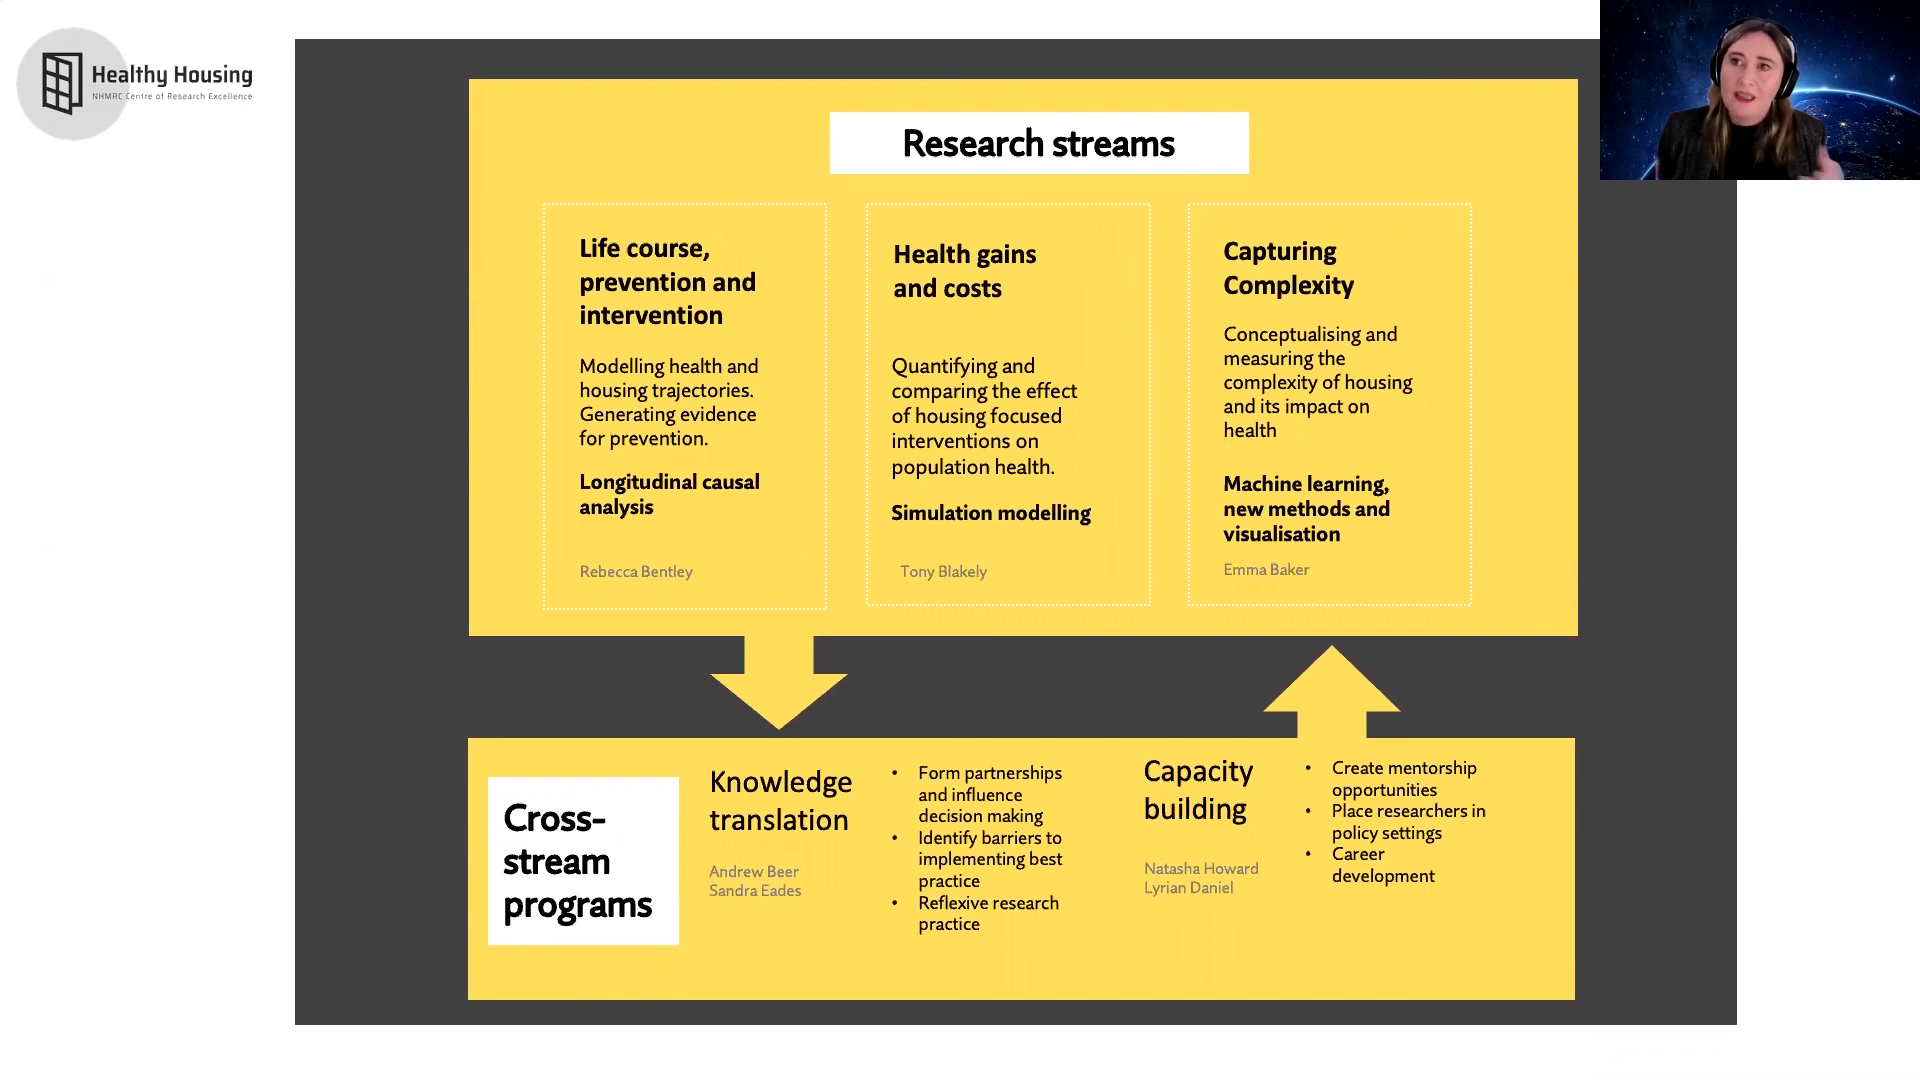 Healthy Housing
NHMRC Centre of Research Excellence
Research streams
Life course,
prevention and
intervention
Modelling health and
housing trajectories.
Generating evidence
for prevention.
Longitudinal causal
analysis
Rebecca Bentley
Health gains
and costs
Quantifying and
comparing the effect
of housing focused
interventions on
population health.
Simulation modelling
Tony Blakely
Capturing
Complexity
Conceptualising and
measuring the
complexity of housing
and its impact on
health
Machine learning,
new methods and
visualisation
Emma Baker
Cross-
stream
programs
Knowledge
translation
Andrew Beer
Sandra Eades
• Form partnerships
and influence
decision making
• Identify barriers to
implementing best
practice
• Reflexive research
practice
Capacity
building
Natasha Howard
Lyrian Daniel
• Create mentorship
opportunities
• Place researchers in
policy settings
• Career
development